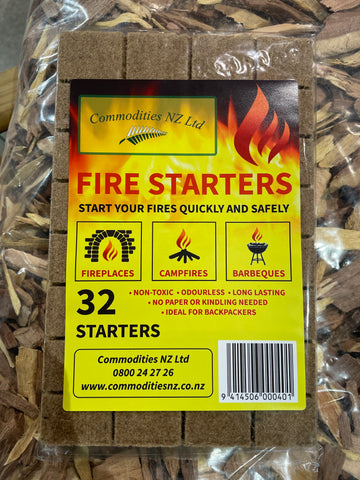 Commodities NZ Ltd
FIRE STARTERS
START YOUR FIRES QUICKLY AND SAFELY
FIREPLACES
CAMPFIRES
BARBEQUES
32
STARTERS
• NON-TOXIC • ODOURLESS • LONG LASTING
• NO PAPER OR KINDLING NEEDED
• IDEAL FOR BACKPACKERS
Commodities NZ Ltd
0800 24 27 26
www.commoditiesnz.co.nz
9 414506 000401